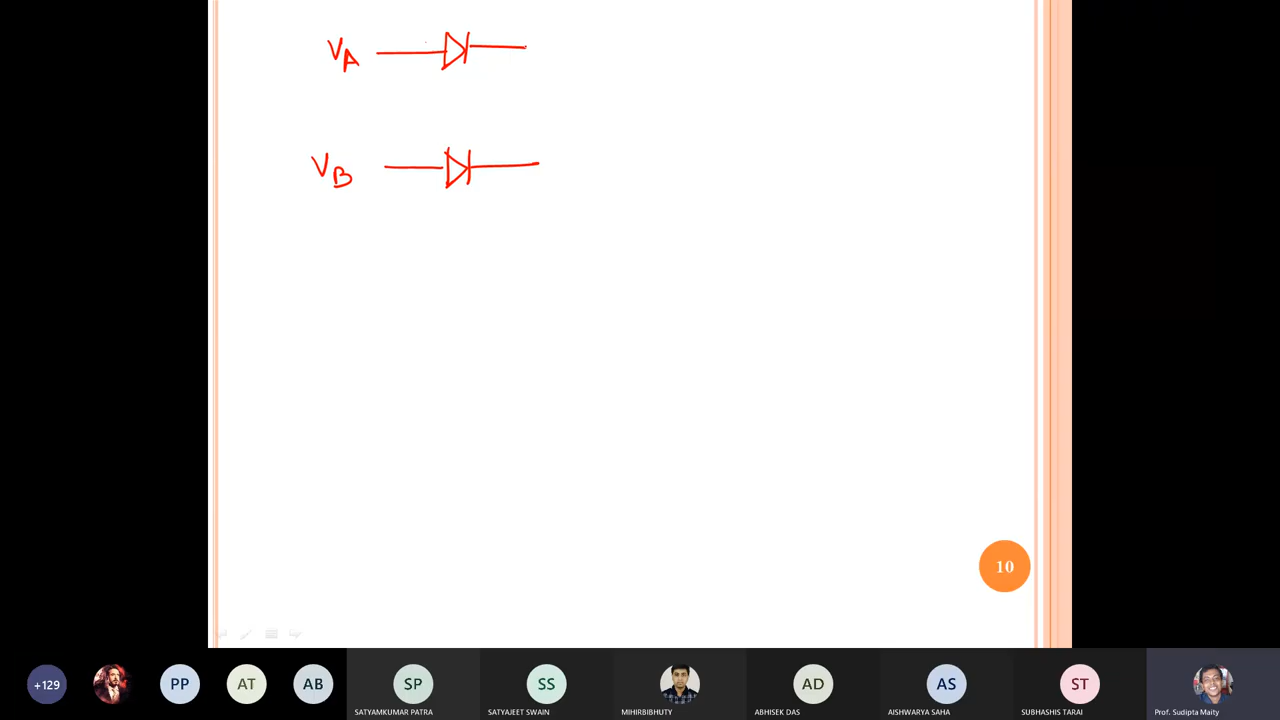 VA
VB
10
+129
PP
AT
AB
SP
SS
AD
AS
ST
SATYAMKUMAR PATRA
SATYAJEET SWAIN
MIHIRBIBHUTY
ABHISEK DAS
AISHWARYA SAHA
SUBHASHIS TARAI
Prof. Sudipta Maity